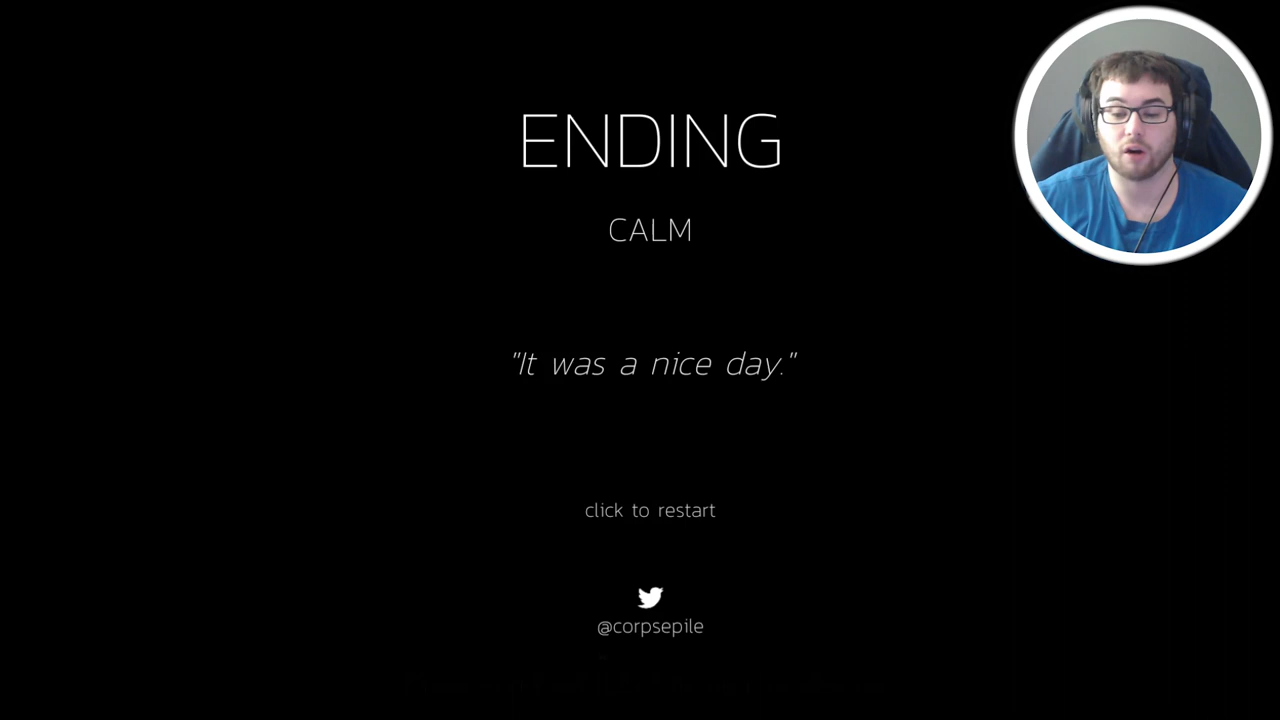 ENDING
CALM
"It was a nice day."
click to restart
@corpsepile